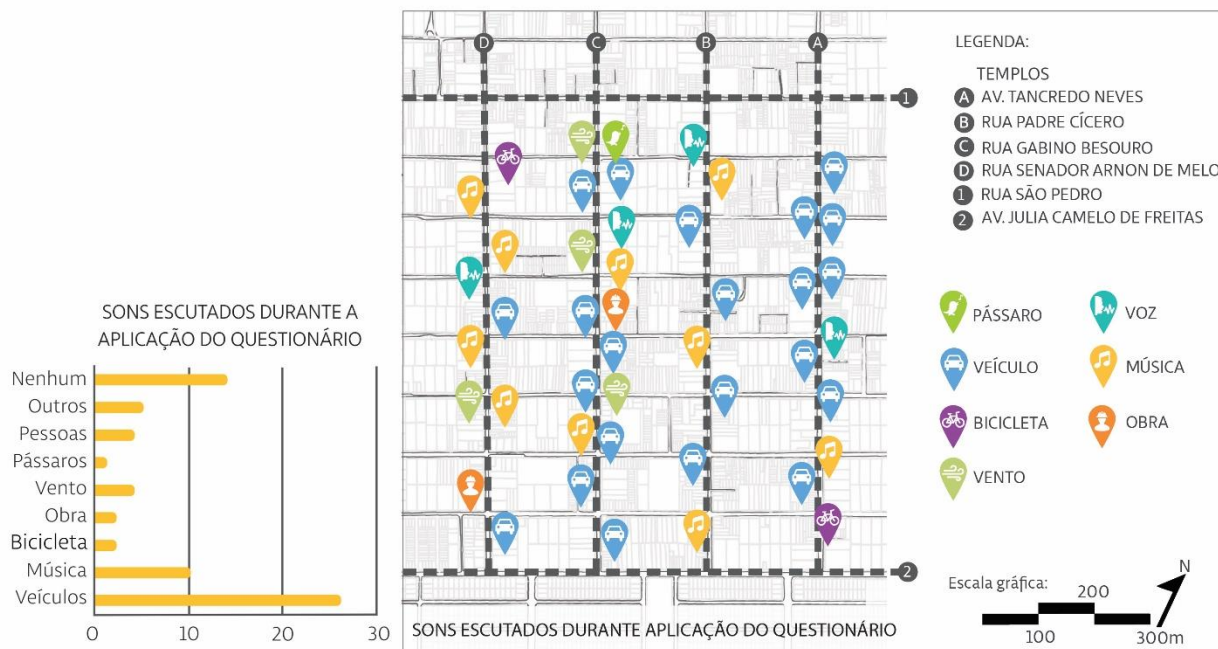 SONS ESCUTADOS DURANTE A
APLICAÇÃO DO QUESTIONÁRIO
Nenhum
Outros
Pessoas
Pássaros
Vento
Obra
Bicicleta
Música
Veículos
0 10 20 30
D C B A
1
2
SONS ESCUTADOS DURANTE APLICAÇÃO DO QUESTIONÁRIO
LEGENDA:
TEMPLOS
A AV. TANCREDO NEVES
B RUA PADRE CÍCERO
C RUA GABINO BESOURO
D RUA SENADOR ARNON DE MELO
1 RUA SÃO PEDRO
2 AV. JULIA CAMELO DE FREITAS
PÁSSARO
VOZ
VEÍCULO
MÚSICA
BICICLETA
OBRA
VENTO
N
Escala gráfica:
200
100 300m